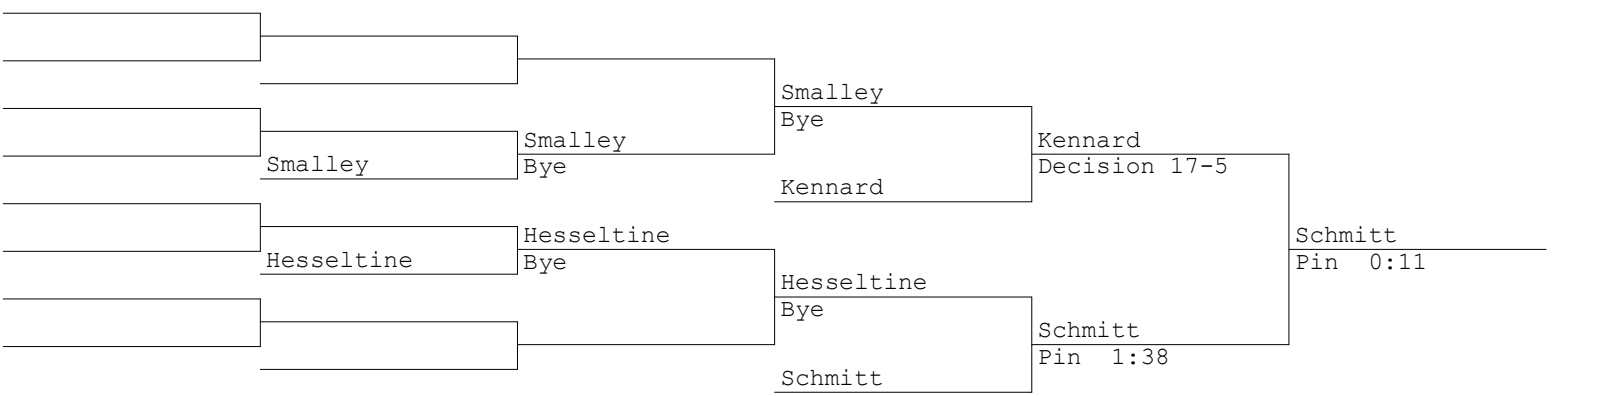 Smalley
Bye
Smalley
Bye
Smalley
Kennard
Decision 17-5
Kennard
Hesseltine
Bye
Hesseltine
Schmitt
Pin  0:11
Hesseltine
Bye
Schmitt
Pin  1:38
Schmitt